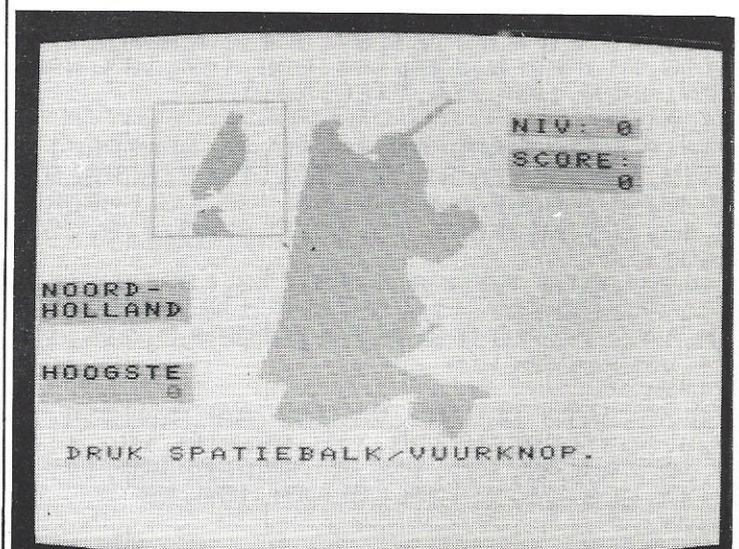 NIV: 0
SCORE:
0
NOORD-
HOLLAND
HOOGSTE
0
DRUK SPATIEBALK/VUURKNOP.